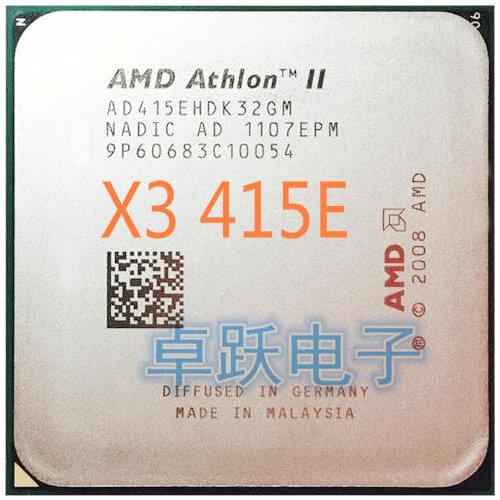 AMD Athlon™ II
AD415EHDK32GM
NADIC AD 1107EPM
9P60683C10054
X3 415E
AMD
© 2008 AMD
卓跃电子
DIFFUSED IN GERMANY
MADE IN MALAYSIA
N
06